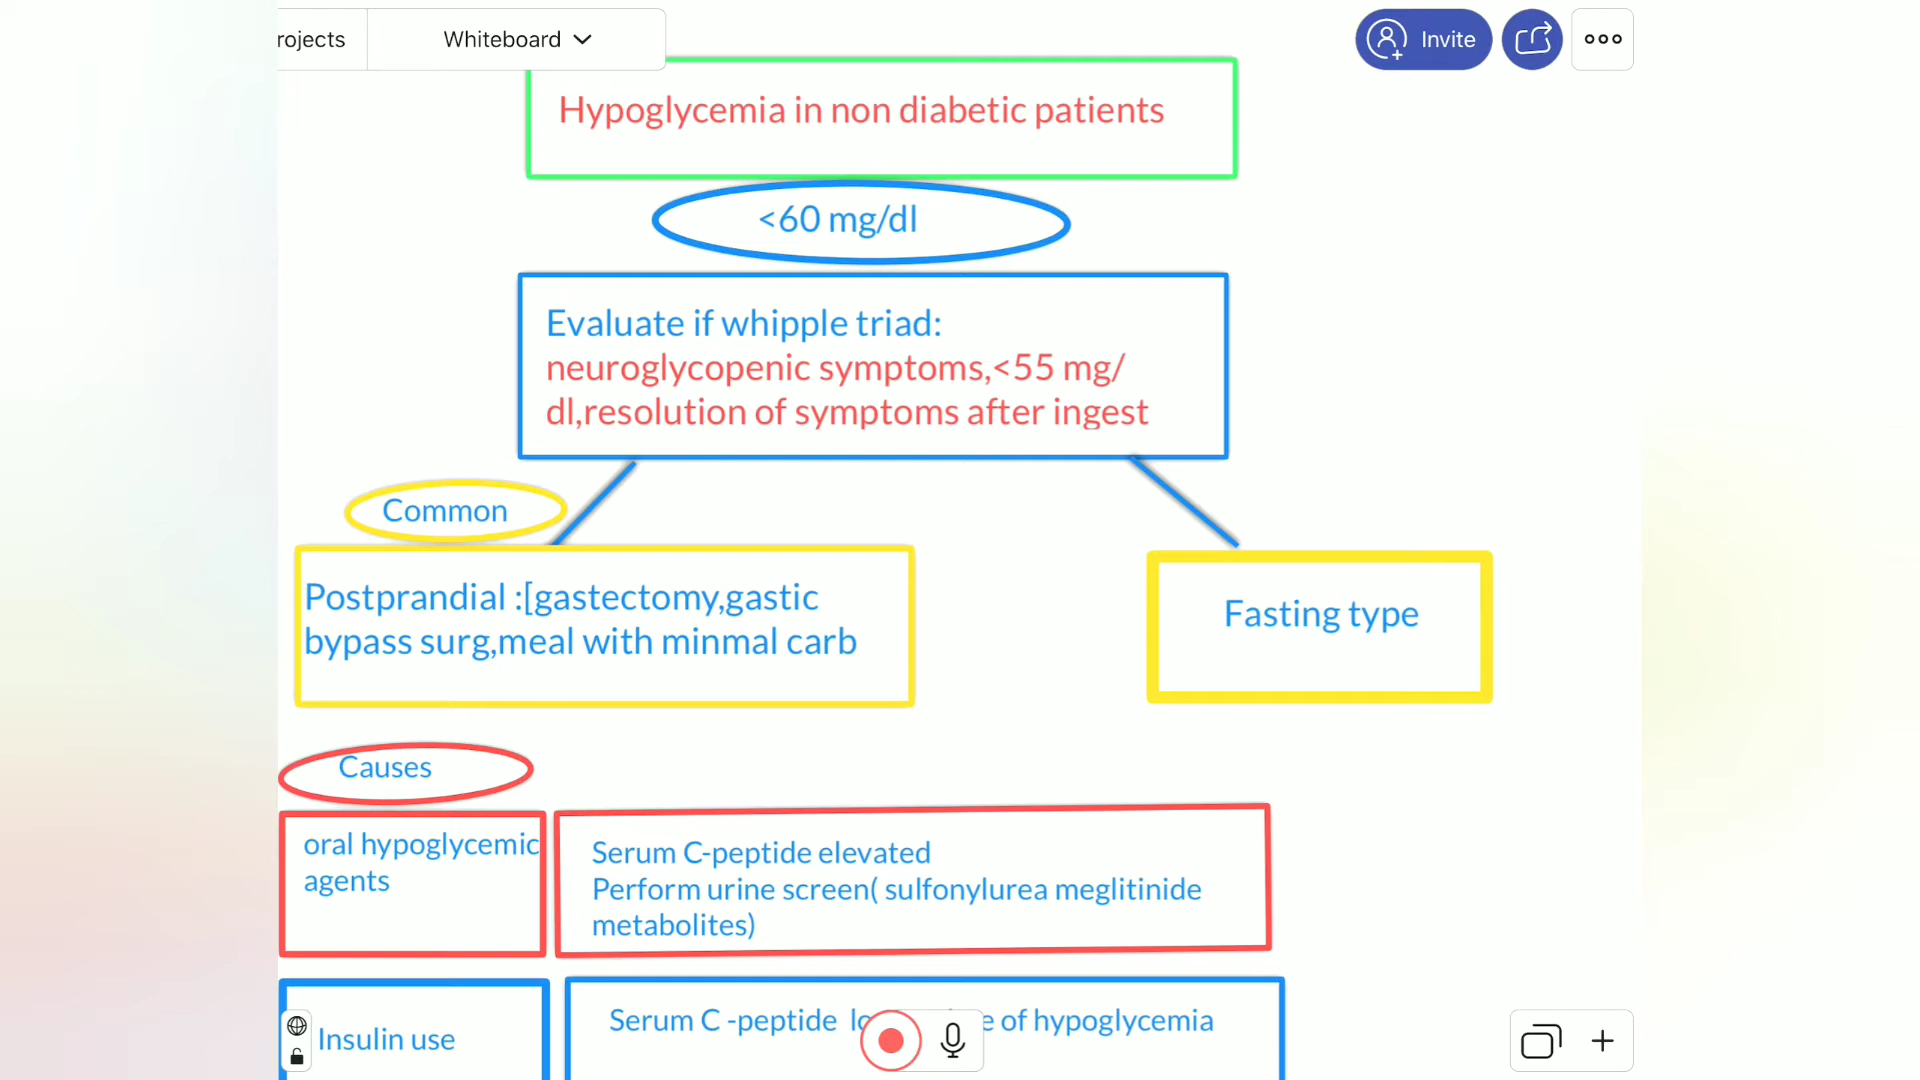 rojects
Whiteboard
Invite
Hypoglycemia in non diabetic patients
<60 mg/dl
Evaluate if whipple triad:
neuroglycopenic symptoms,<55 mg/
dl,resolution of symptoms after ingest
Common
Postprandial :[gastectomy,gastic
bypass surg,meal with minmal carb
Fasting type
Causes
oral hypoglycemic
agents
Serum C-peptide elevated
Perform urine screen( sulfonylurea meglitinide
metabolites)
Insulin use
Serum C -peptide of hypoglycemia